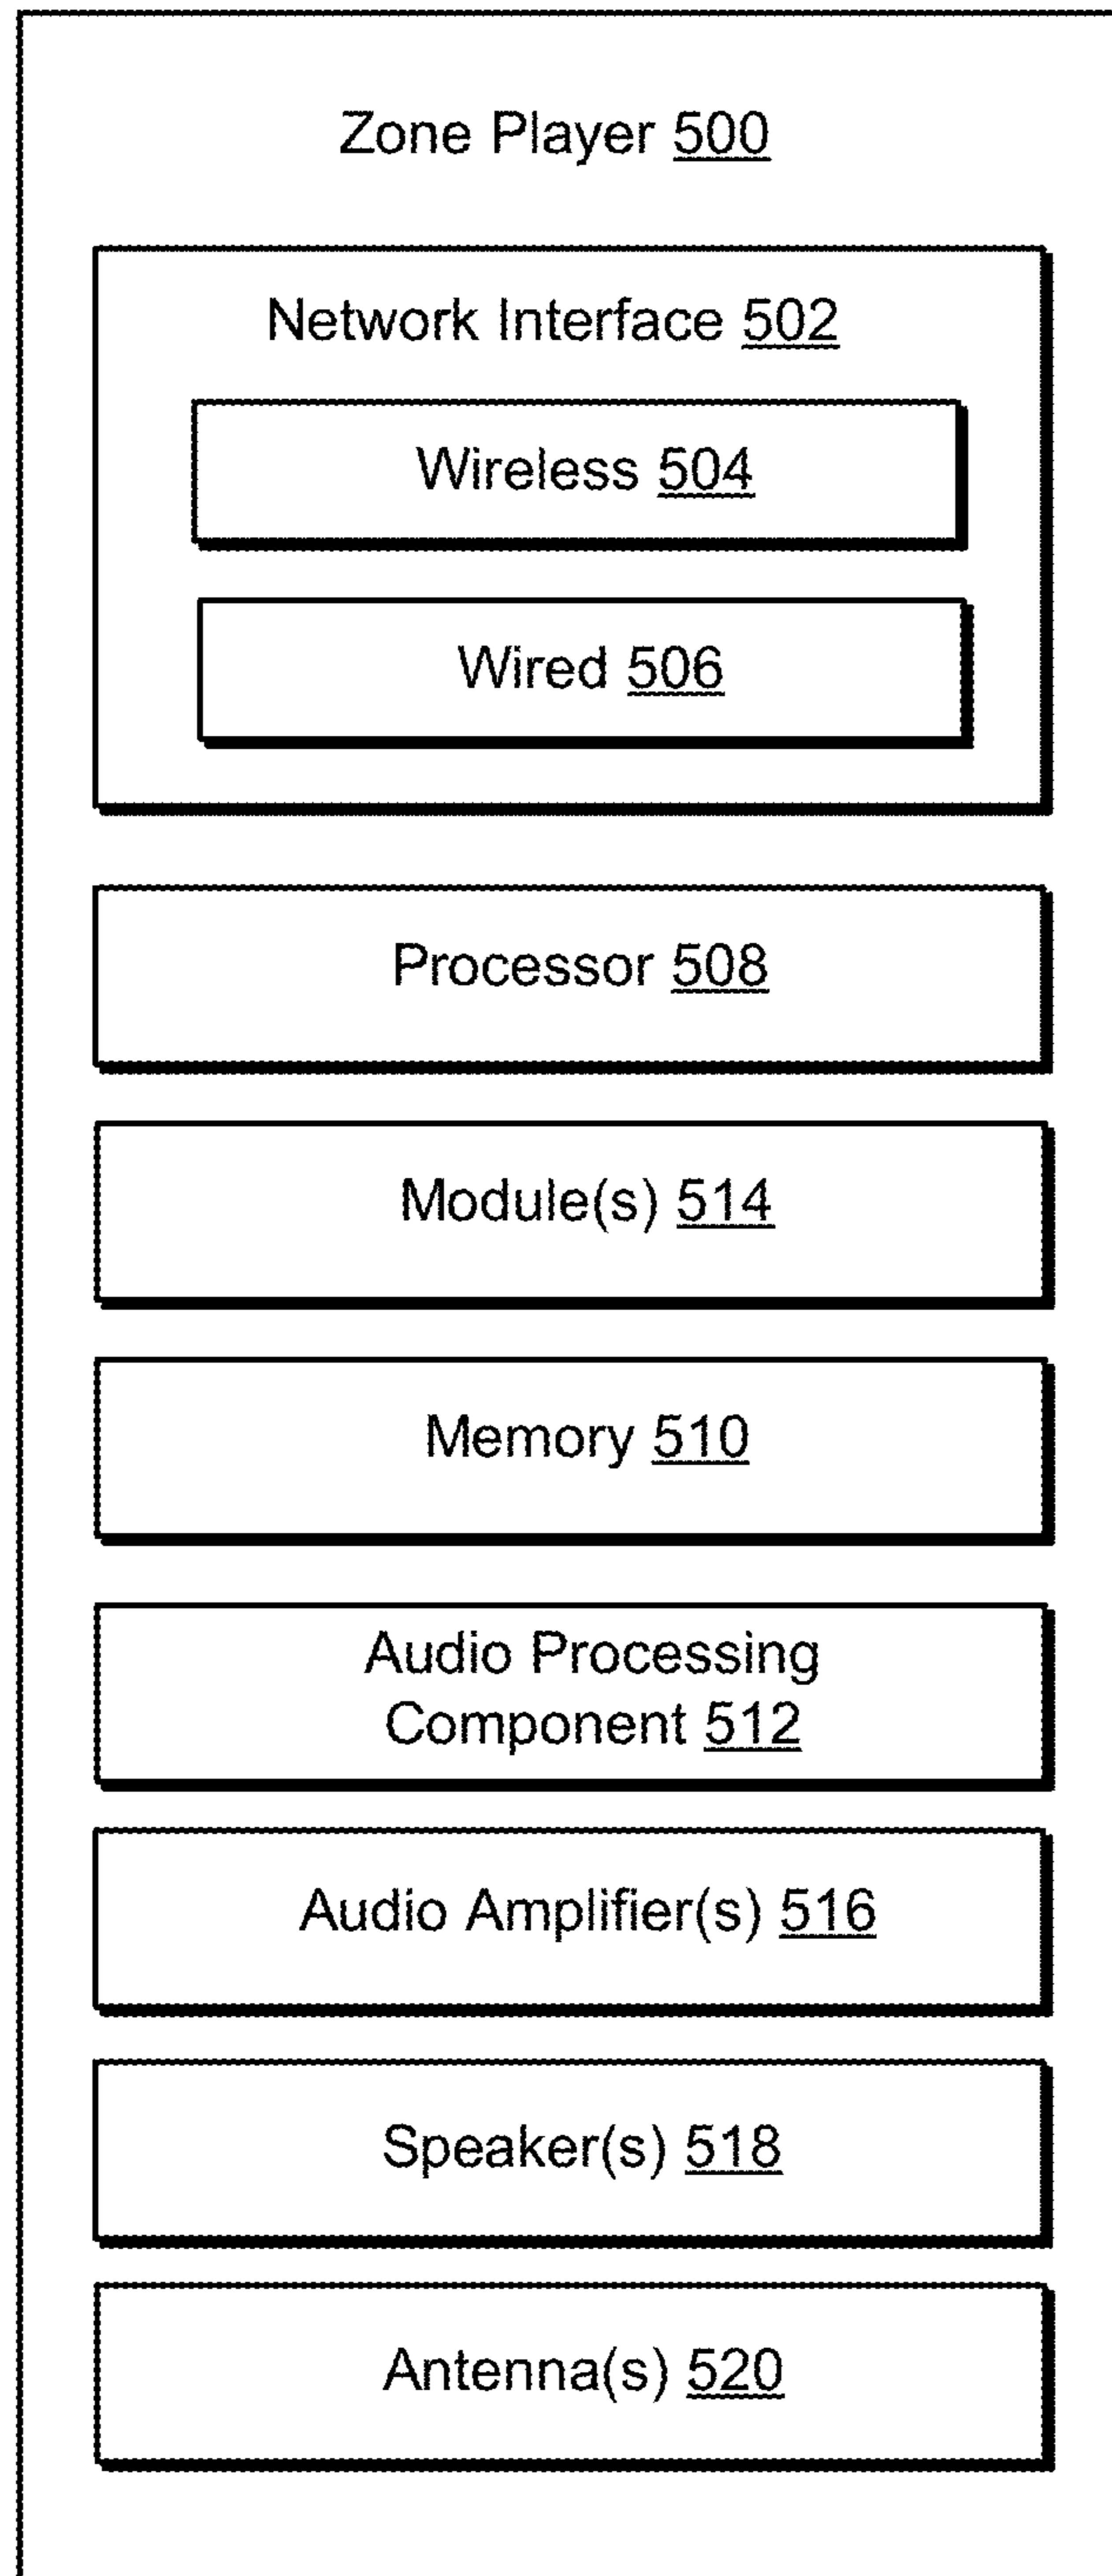 Zone Player 500
Network Interface 502
Wireless 504
Wired 506
Processor 508
Module(s) 514
Memory 510
Audio Processing
Component 512
Audio Amplifier(s) 516
Speaker(s) 518
Antenna(s) 520